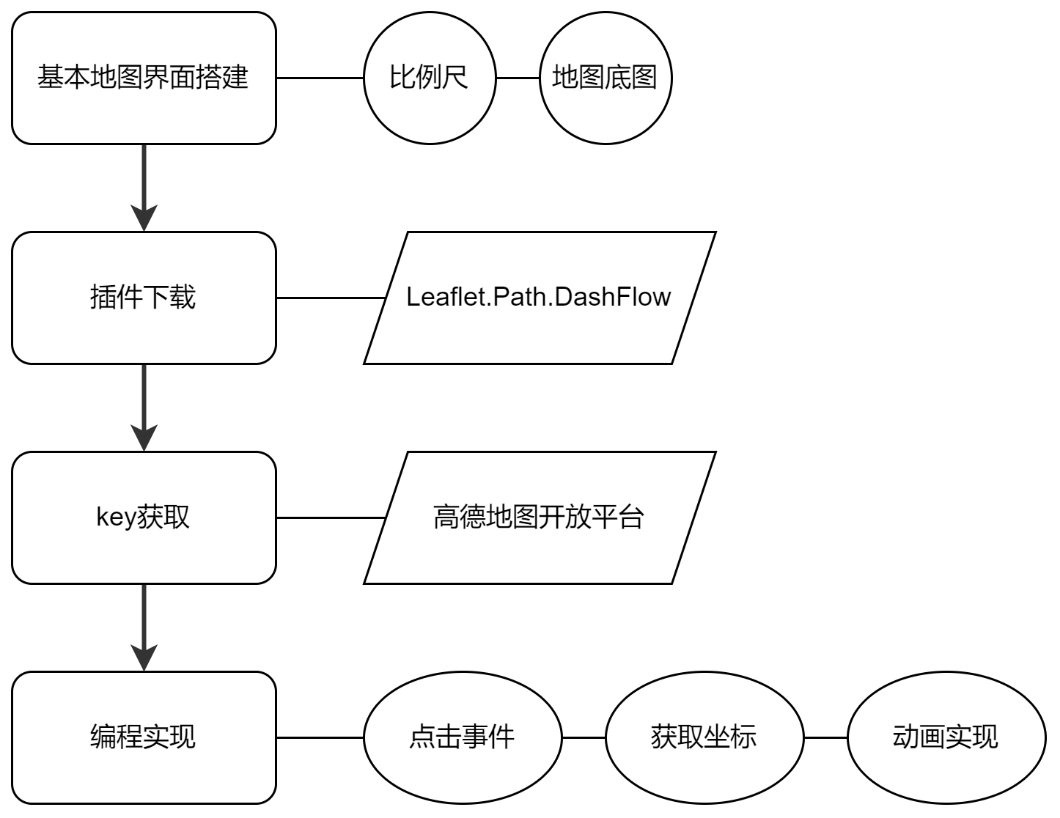 基本地图界面搭建
比例尺
地图底图
插件下载
Leaflet.Path.DashFlow
key获取
高德地图开放平台
编程实现
点击事件
获取坐标
动画实现